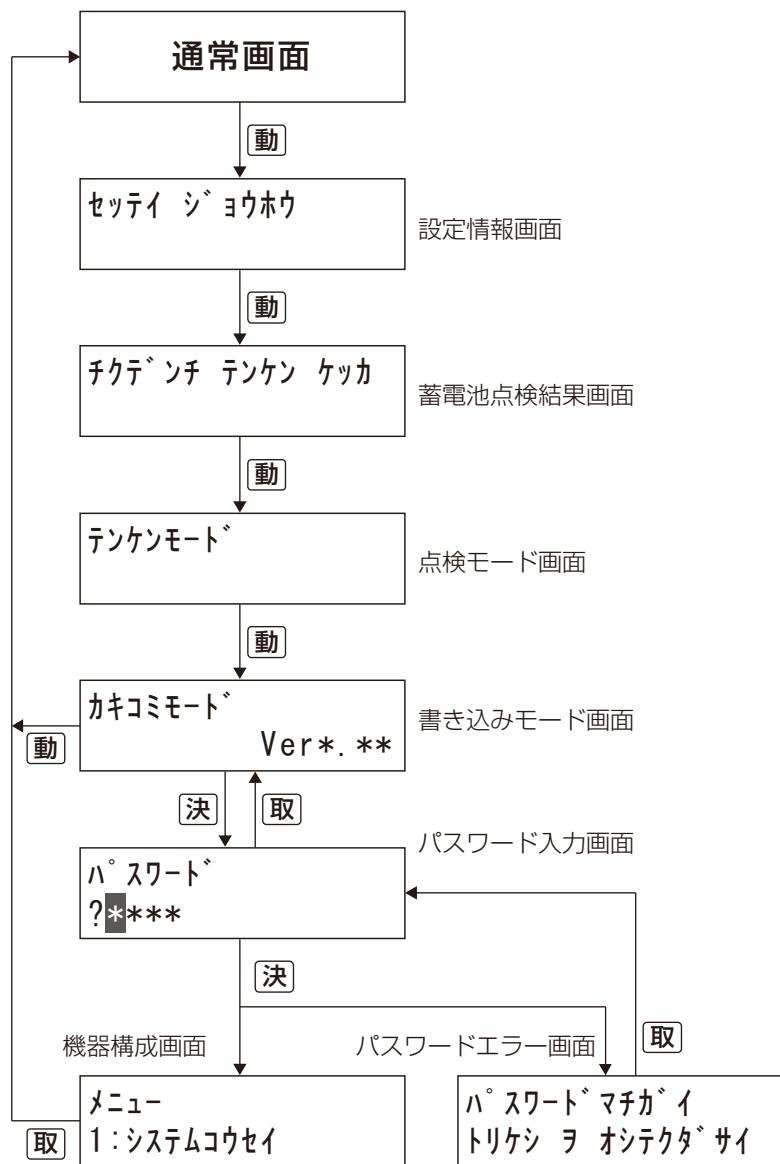 通常画面
動
セッテイ ジョウホウ
設定情報画面
動
チクデンチ テンケン ケッカ
蓄電池点検結果画面
動
テンケンモード
点検モード画面
動
カキコミモード
Ver*.**
書き込みモード画面
動
決 取
パスワード入力画面
パスワード
?****
決
機器構成画面
パスワードエラー画面
取
メニュー
1:システムコウセイ
取
パスワードマチガイ
トリケシ ヲ オシテクダサイ